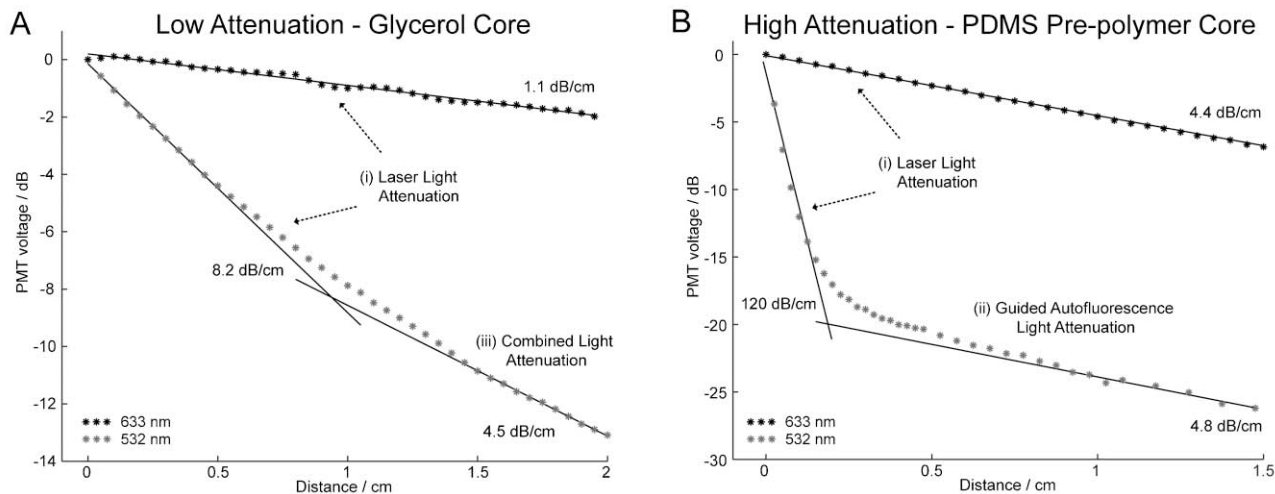 A
Low Attenuation - Glycerol Core
PMT voltage / dB
0
-2
-4
-6
-8
-10
-12
-14
1.1 dB/cm
(i) Laser Light
Attenuation
8.2 dB/cm
(iii) Combined Light
Attenuation
4.5 dB/cm
633 nm
532 nm
0
0.5
1
1.5
2
Distance / cm
B
High Attenuation - PDMS Pre-polymer Core
PMT voltage / dB
0
-5
-10
-15
-20
-25
-30
4.4 dB/cm
(i) Laser Light
Attenuation
120 dB/cm
(ii) Guided Autofluorescence
Light Attenuation
4.8 dB/cm
633 nm
532 nm
0
0.5
1
1.5
Distance / cm